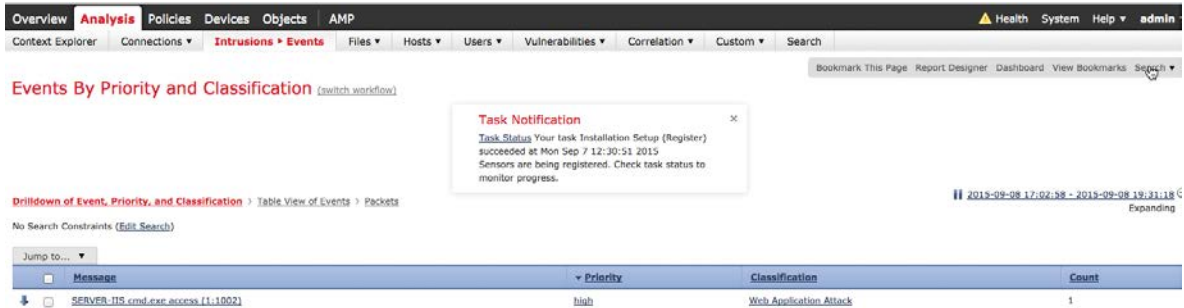 Overview Analysis Policies Devices Objects AMP Health System Help ▾ admin
Context Explorer Connections ▾ Intrusions ▸ Events Files ▾ Hosts ▾ Users ▾ Vulnerabilities ▾ Correlation ▾ Custom ▾ Search
Bookmark This Page Report Designer Dashboard View Bookmarks Search ▾
Events By Priority and Classification (switch workflow)
Task Notification ×
Task Status Your task Installation Setup (Register)
succeeded at Mon Sep 7 12:30:51 2015
Sensors are being registered. Check task status to
monitor progress.
2015-09-08 17:02:58 - 2015-09-08 19:31:18
Expanding
Drilldown of Event, Priority, and Classification > Table View of Events > Packets
No Search Constraints (Edit Search)
Jump to... ▼
Message ▾ Priority Classification Count
SERVER-IIS cmd.exe access (1:1002) high Web Application Attack 1